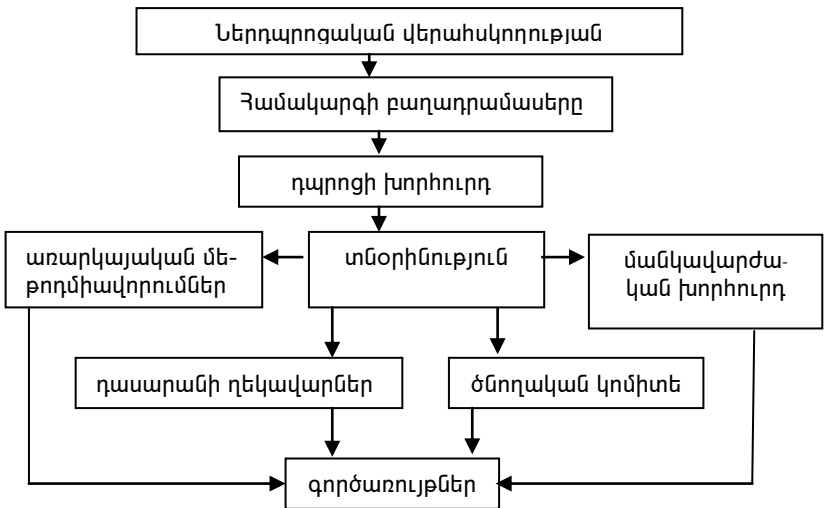 Ներդպրոցական վերահսկողության
Համակարգի բաղադրամասերը
դպրոցի խորհուրդ
առարկայական մե-
թոդմիավորումներ
տնօրինություն
մանկավարժա-
կան խորհուրդ
դասարանի ղեկավարներ
ծնողական կոմիտե
գործառույթներ